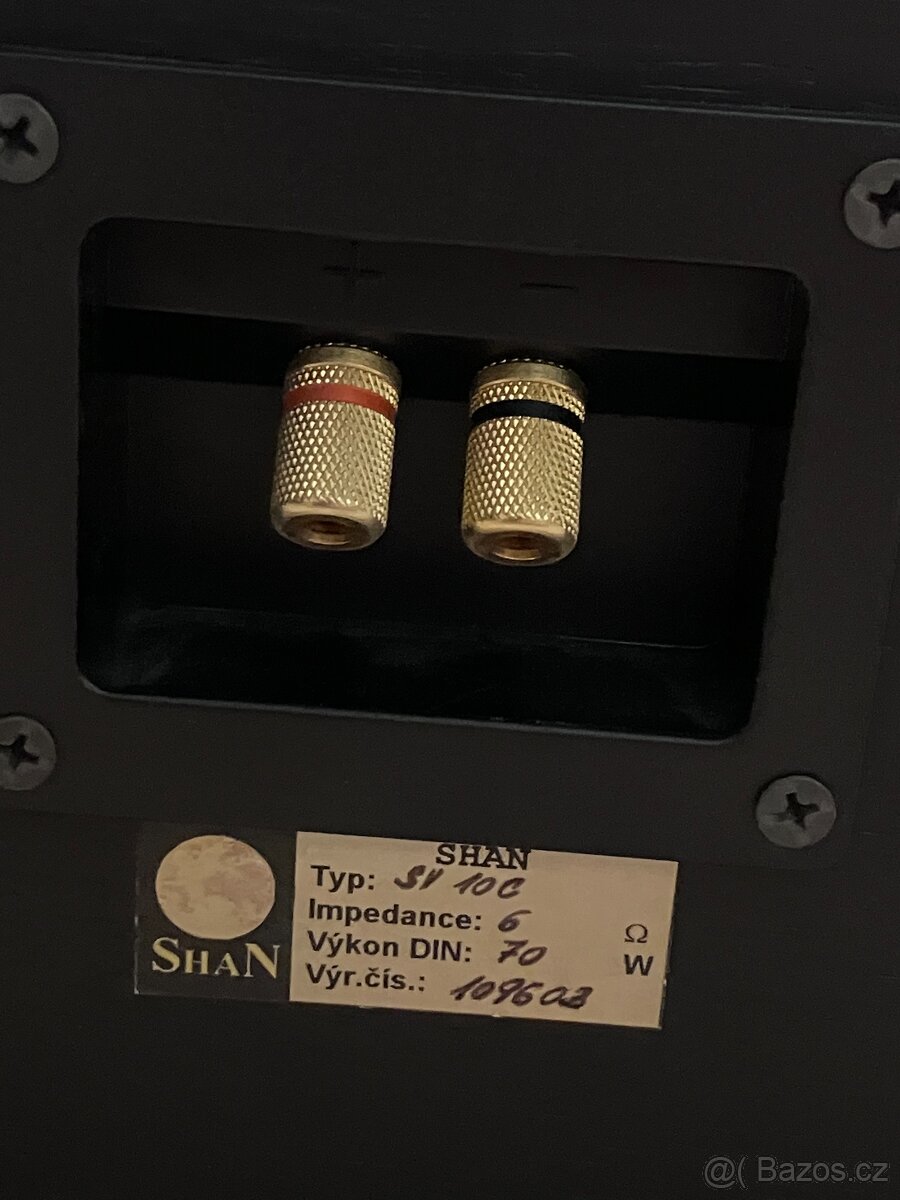 + −
SHAN
Typ: SV 10C
Impedance: 6 Ω
Výkon DIN: 70 W
Výr.čís.: 109603
SHAN
@( Bazos.cz